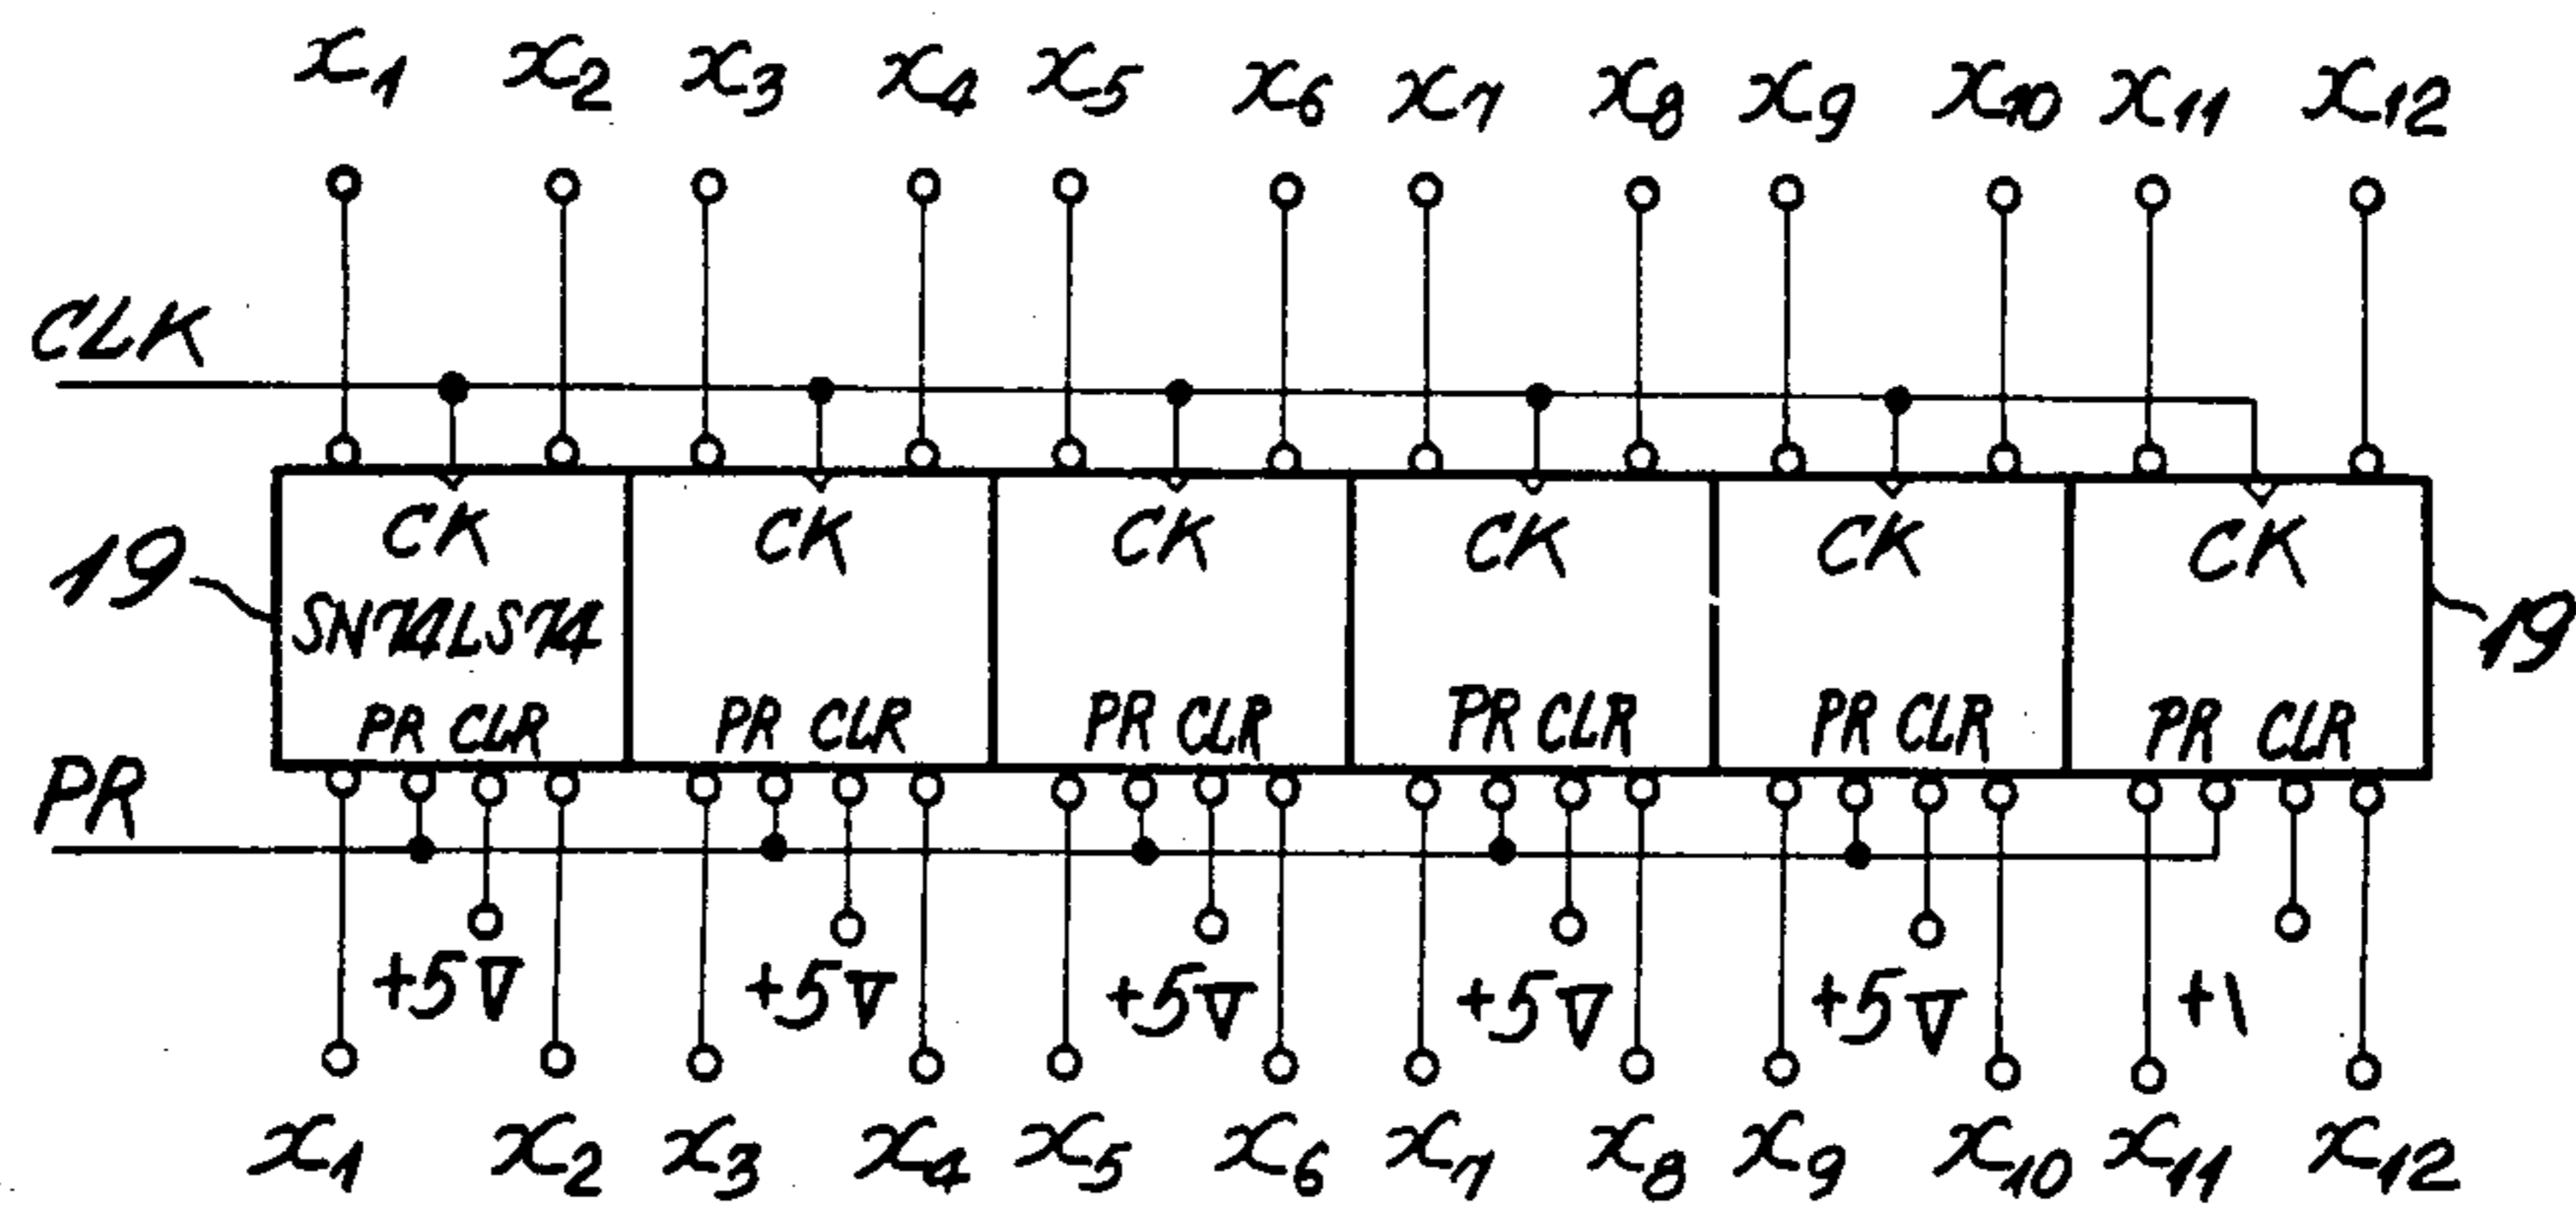 x1 x2 x3 x4 x5 x6 x7 x8 x9 x10 x11 x12
CLK
CK CK CK CK CK CK
19 SN74LS74 19
PR CLR PR CLR PR CLR PR CLR PR CLR PR CLR
PR
+5V +5V +5V +5V +5V +\
x1 x2 x3 x4 x5 x6 x7 x8 x9 x10 x11 x12